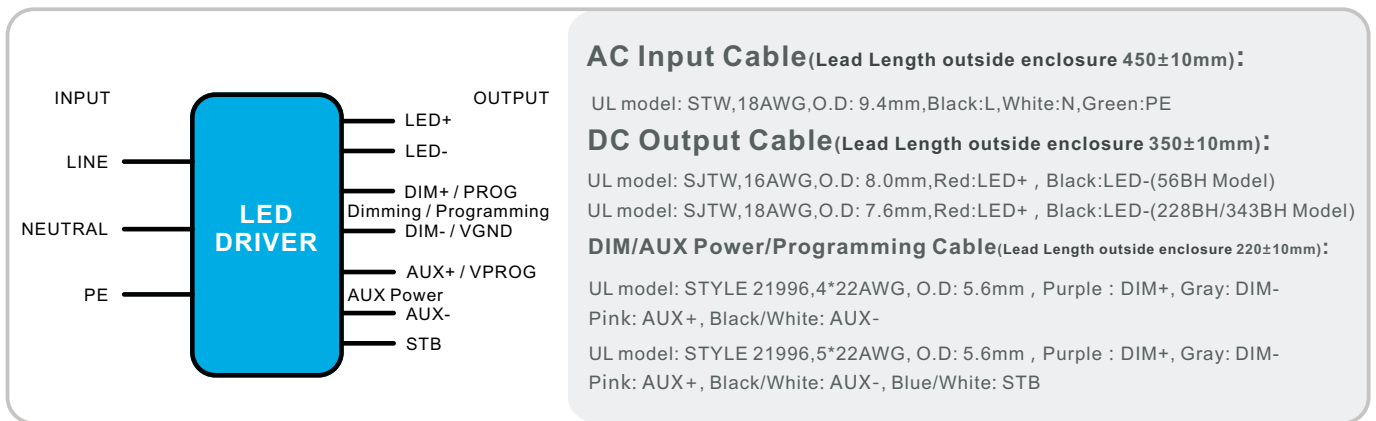 INPUT
OUTPUT
LINE
NEUTRAL
PE
LED
DRIVER
LED+
LED-
DIM+ / PROG
Dimming / Programming
DIM- / VGND
AUX+ / VPROG
AUX Power
AUX-
STB
AC Input Cable(Lead Length outside enclosure 450±10mm):
UL model: STW,18AWG,O.D: 9.4mm,Black:L,White:N,Green:PE
DC Output Cable(Lead Length outside enclosure 350±10mm):
UL model: SJTW,16AWG,O.D: 8.0mm,Red:LED+ , Black:LED-(56BH Model)
UL model: SJTW,18AWG,O.D: 7.6mm,Red:LED+ , Black:LED-(228BH/343BH Model)
DIM/AUX Power/Programming Cable(Lead Length outside enclosure 220±10mm):
UL model: STYLE 21996,4*22AWG, O.D: 5.6mm , Purple : DIM+, Gray: DIM-
Pink: AUX+, Black/White: AUX-
UL model: STYLE 21996,5*22AWG, O.D: 5.6mm , Purple : DIM+, Gray: DIM-
Pink: AUX+, Black/White: AUX-, Blue/White: STB